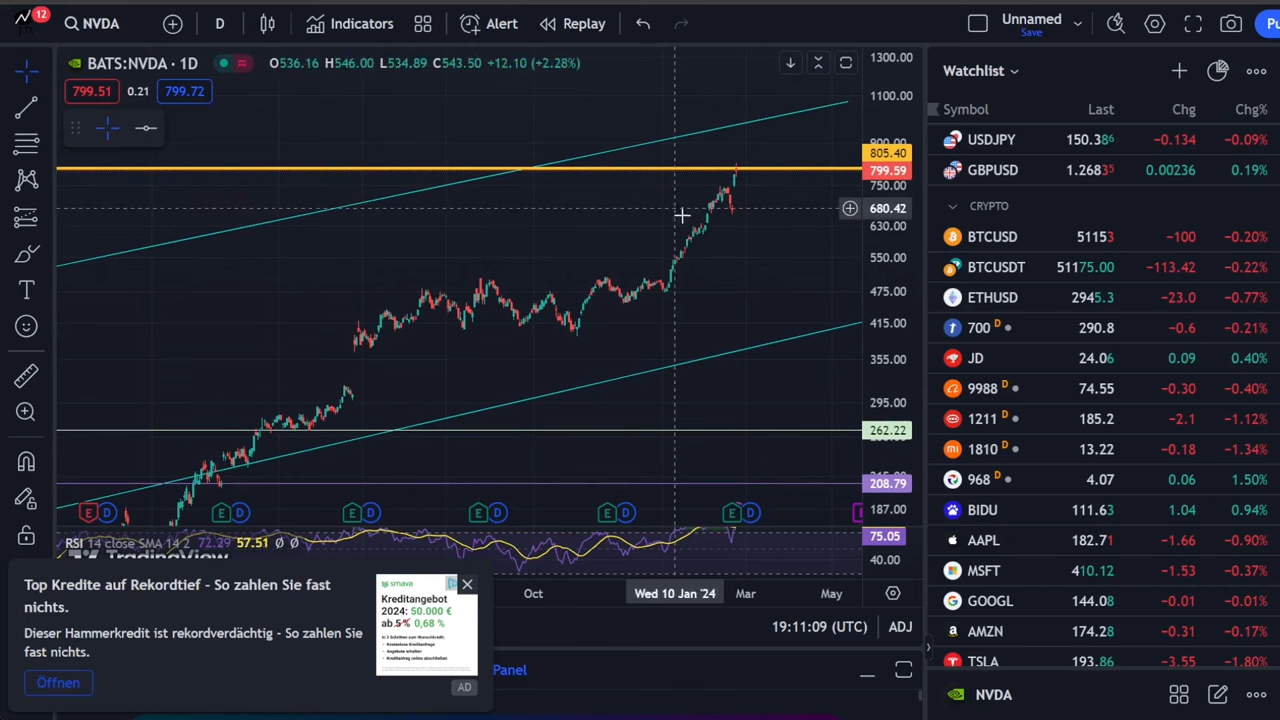 12
NVDA
D
Indicators
Alert
Replay
Unnamed
Save
Pu
BATS:NVDA · 1D
O536.16 H546.00 L534.89 C543.50 +12.10 (+2.28%)
799.51
0.21
799.72
1300.00
1100.00
900.00
805.40
799.59
750.00
680.42
630.00
550.00
475.00
415.00
355.00
295.00
262.22
208.79
187.00
E D E D E D E D E D E D
RSI 14 close SMA 14 2 72.29 57.51 Ø Ø
TradingView
75.05
40.00
Oct
Wed 10 Jan '24
Mar
May
19:11:09 (UTC)
ADJ
Panel
Top Kredite auf Rekordtief - So zahlen Sie fast
nichts.
Dieser Hammerkredit ist rekordverdächtig - So zahlen Sie
fast nichts.
Öffnen
smava
Kreditangebot
2024: 50.000 €
ab 5% 0,68 %
AD
Watchlist
Symbol Last Chg Chg%
USDJPY 150.386 −0.134 −0.09%
GBPUSD 1.26835 0.00236 0.19%
CRYPTO
BTCUSD 51153 −100 −0.20%
BTCUSDT 51175.00 −113.42 −0.22%
ETHUSD 2945.3 −23.0 −0.77%
700 D 290.8 −0.6 −0.21%
JD 24.06 0.09 0.40%
9988 D 74.55 −0.30 −0.40%
1211 D 185.2 −2.1 −1.12%
1810 D 13.22 −0.18 −1.34%
968 D 4.07 0.06 1.50%
BIDU 111.63 1.04 0.94%
AAPL 182.71 −1.66 −0.90%
MSFT 410.12 −1.53 −0.37%
GOOGL 144.08 −0.01 −0.01%
AMZN −0.31 −0.17%
TSLA −3.55 −1.80%
NVDA